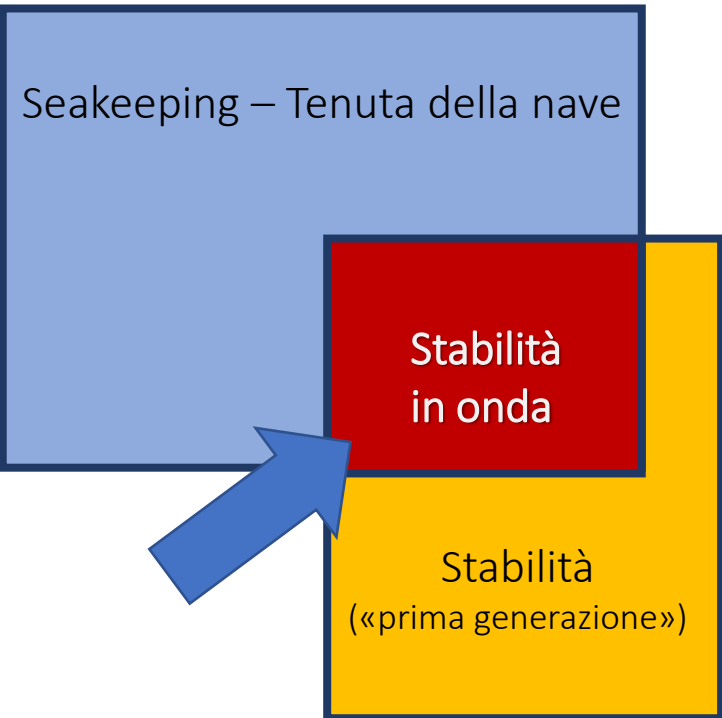 Seakeeping – Tenuta della nave
Stabilità
in onda
Stabilità
(«prima generazione»)